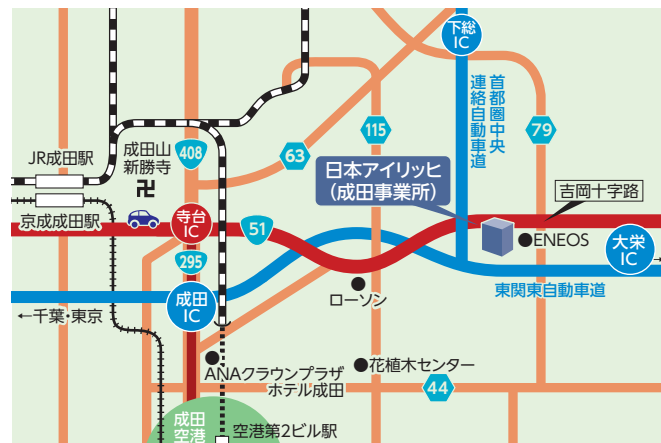 下総
IC
首都圏中央
連絡自動車道
115
79
63
408
JR成田駅
成田山
新勝寺
日本アイリッヒ
(成田事業所)
吉岡十字路
京成成田駅
寺台
IC
51
ENEOS
大栄
IC
295
東関東自動車道
成田
IC
ローソン
←千葉・東京
ANAクラウンプラザ
ホテル成田
花植木センター
44
成田
空港
空港第2ビル駅